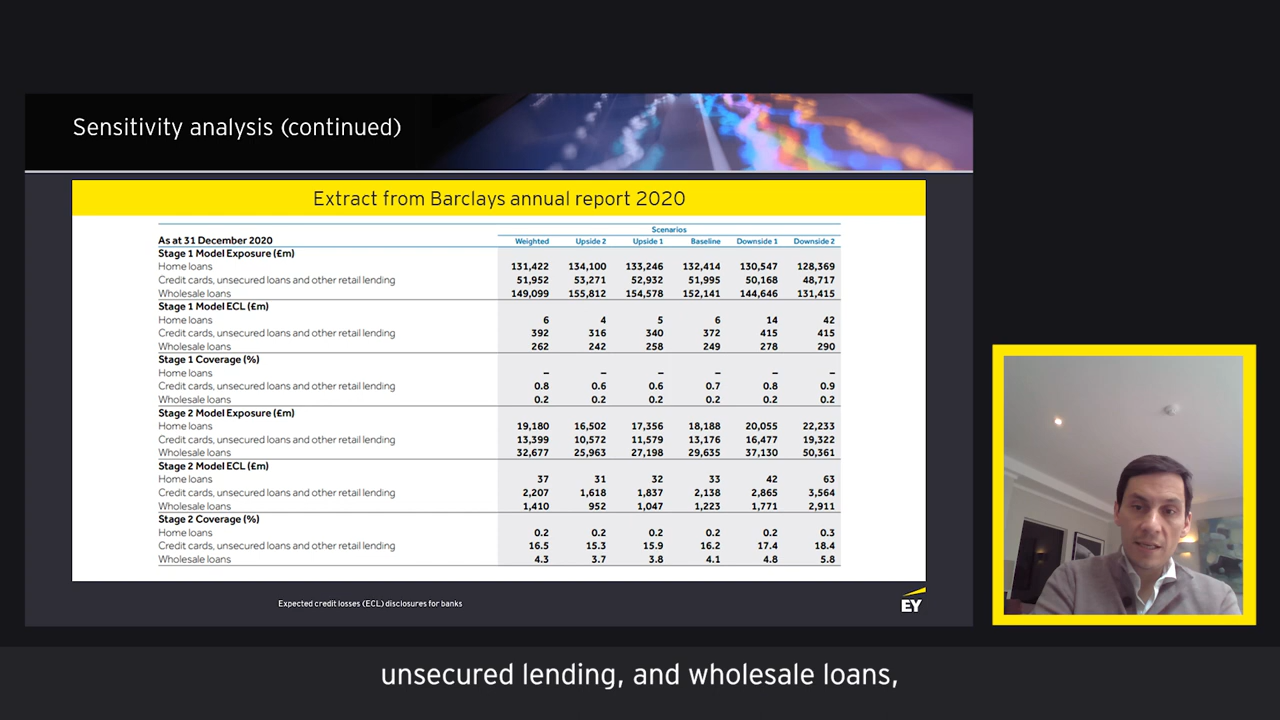 Sensitivity analysis (continued)
Extract from Barclays annual report 2020
Scenarios
As at 31 December 2020 Weighted Upside 2 Upside 1 Baseline Downside 1 Downside 2
Stage 1 Model Exposure (£m)
Home loans 131,422 134,100 133,246 132,414 130,547 128,369
Credit cards, unsecured loans and other retail lending 51,952 53,271 52,932 51,995 50,168 48,717
Wholesale loans 149,099 155,812 154,578 152,141 144,646 131,415
Stage 1 Model ECL (£m)
Home loans 6 4 5 6 14 42
Credit cards, unsecured loans and other retail lending 392 316 340 372 415 415
Wholesale loans 262 242 258 249 278 290
Stage 1 Coverage (%)
Home loans – – – – – –
Credit cards, unsecured loans and other retail lending 0.8 0.6 0.6 0.7 0.8 0.9
Wholesale loans 0.2 0.2 0.2 0.2 0.2 0.2
Stage 2 Model Exposure (£m)
Home loans 19,180 16,502 17,356 18,188 20,055 22,233
Credit cards, unsecured loans and other retail lending 13,399 10,572 11,579 13,176 16,477 19,322
Wholesale loans 32,677 25,963 27,198 29,635 37,130 50,361
Stage 2 Model ECL (£m)
Home loans 37 31 32 33 42 63
Credit cards, unsecured loans and other retail lending 2,207 1,618 1,837 2,138 2,865 3,564
Wholesale loans 1,410 952 1,047 1,223 1,771 2,911
Stage 2 Coverage (%)
Home loans 0.2 0.2 0.2 0.2 0.2 0.3
Credit cards, unsecured loans and other retail lending 16.5 15.3 15.9 16.2 17.4 18.4
Wholesale loans 4.3 3.7 3.8 4.1 4.8 5.8
Expected credit losses (ECL) disclosures for banks
EY
unsecured lending, and wholesale loans,